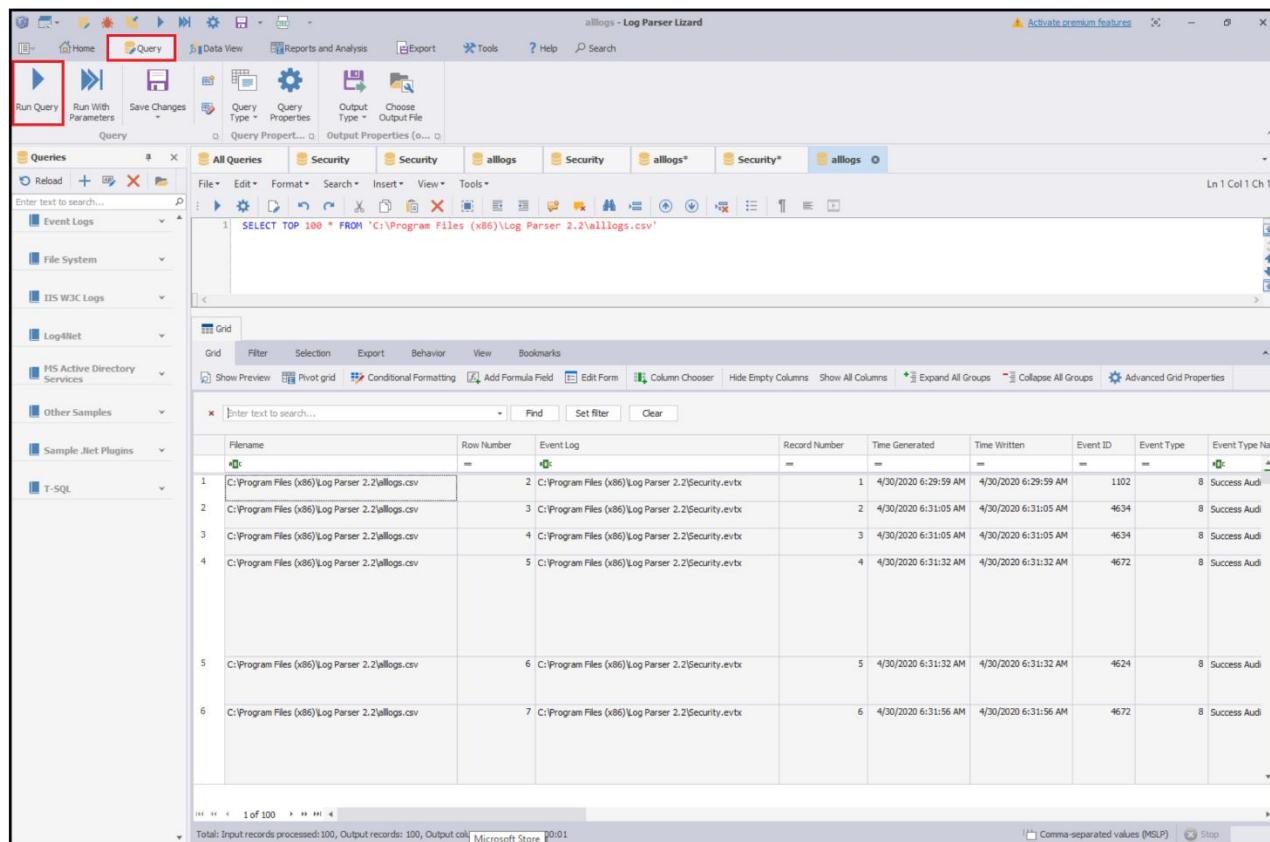 alllogs - Log Parser Lizard
Activate premium features
Home Query Data View Reports and Analysis Export Tools ? Help Search
Run Query
Run With Parameters
Save Changes
Query Type
Query Properties
Output Type
Choose Output File
Query
Query Propert...
Output Properties (o...
Queries
Reload
Enter text to search...
Event Logs
File System
IIS W3C Logs
Log4Net
MS Active Directory
Services
Other Samples
Sample .Net Plugins
T-SQL
All Queries Security Security alllogs Security alllogs* Security* alllogs
File Edit Format Search Insert View Tools
Ln 1 Col 1 Ch 1
1 SELECT TOP 100 * FROM 'C:\Program Files (x86)\Log Parser 2.2\alllogs.csv'
Grid
Grid Filter Selection Export Behavior View Bookmarks
Show Preview Pivot grid Conditional Formatting Add Formula Field Edit Form Column Chooser Hide Empty Columns Show All Columns Expand All Groups Collapse All Groups Advanced Grid Properties
Enter text to search... Find Set filter Clear
Filename Row Number Event Log Record Number Time Generated Time Written Event ID Event Type Event Type Na
1 C:\Program Files (x86)\Log Parser 2.2\alllogs.csv 2 C:\Program Files (x86)\Log Parser 2.2\Security.evtx 1 4/30/2020 6:29:59 AM 4/30/2020 6:29:59 AM 1102 8 Success Audi
2 C:\Program Files (x86)\Log Parser 2.2\alllogs.csv 3 C:\Program Files (x86)\Log Parser 2.2\Security.evtx 2 4/30/2020 6:31:05 AM 4/30/2020 6:31:05 AM 4634 8 Success Audi
3 C:\Program Files (x86)\Log Parser 2.2\alllogs.csv 4 C:\Program Files (x86)\Log Parser 2.2\Security.evtx 3 4/30/2020 6:31:05 AM 4/30/2020 6:31:05 AM 4634 8 Success Audi
4 C:\Program Files (x86)\Log Parser 2.2\alllogs.csv 5 C:\Program Files (x86)\Log Parser 2.2\Security.evtx 4 4/30/2020 6:31:32 AM 4/30/2020 6:31:32 AM 4672 8 Success Audi
5 C:\Program Files (x86)\Log Parser 2.2\alllogs.csv 6 C:\Program Files (x86)\Log Parser 2.2\Security.evtx 5 4/30/2020 6:31:32 AM 4/30/2020 6:31:32 AM 4624 8 Success Audi
6 C:\Program Files (x86)\Log Parser 2.2\alllogs.csv 7 C:\Program Files (x86)\Log Parser 2.2\Security.evtx 6 4/30/2020 6:31:56 AM 4/30/2020 6:31:56 AM 4672 8 Success Audi
1 of 100
Total: Input records processed: 100, Output records: 100, Output
Microsoft Store
00:01
Comma-separated values (MSLP) Stop